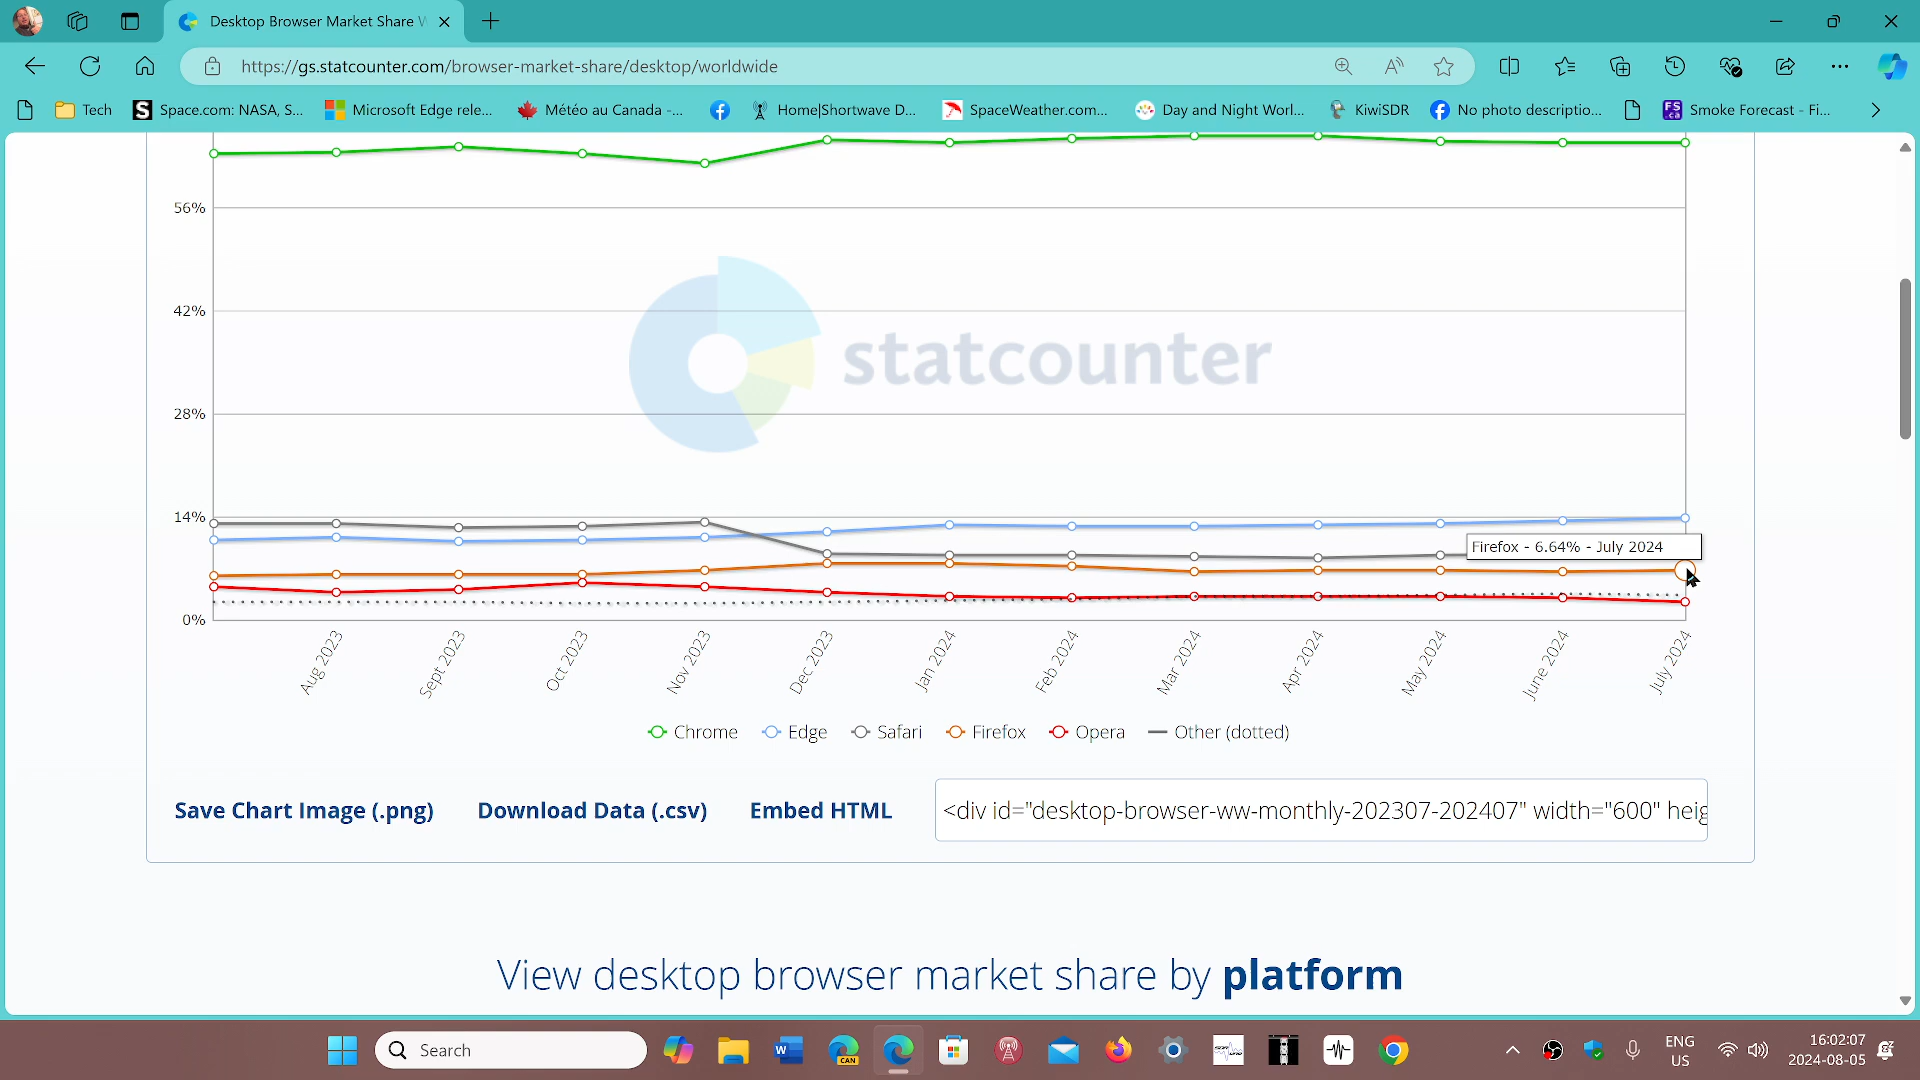 Desktop Browser Market Share W
https://gs.statcounter.com/browser-market-share/desktop/worldwide
Tech
S
Space.com: NASA, S...
Microsoft Edge rele...
Météo au Canada -...
Home|Shortwave D...
SpaceWeather.com...
Day and Night Worl...
KiwiSDR
No photo descriptio...
FS.ca
Smoke Forecast - Fi...
56%
42%
28%
14%
0%
statcounter
Firefox - 6.64% - July 2024
Aug 2023
Sept 2023
Oct 2023
Nov 2023
Dec 2023
Jan 2024
Feb 2024
Mar 2024
Apr 2024
May 2024
June 2024
July 2024
Chrome
Edge
Safari
Firefox
Opera
Other (dotted)
Save Chart Image (.png)
Download Data (.csv)
Embed HTML
<div id="desktop-browser-ww-monthly-202307-202407" width="600" heig
View desktop browser market share by platform
Search
W
CAN
ENG
US
16:02:07
2024-08-05